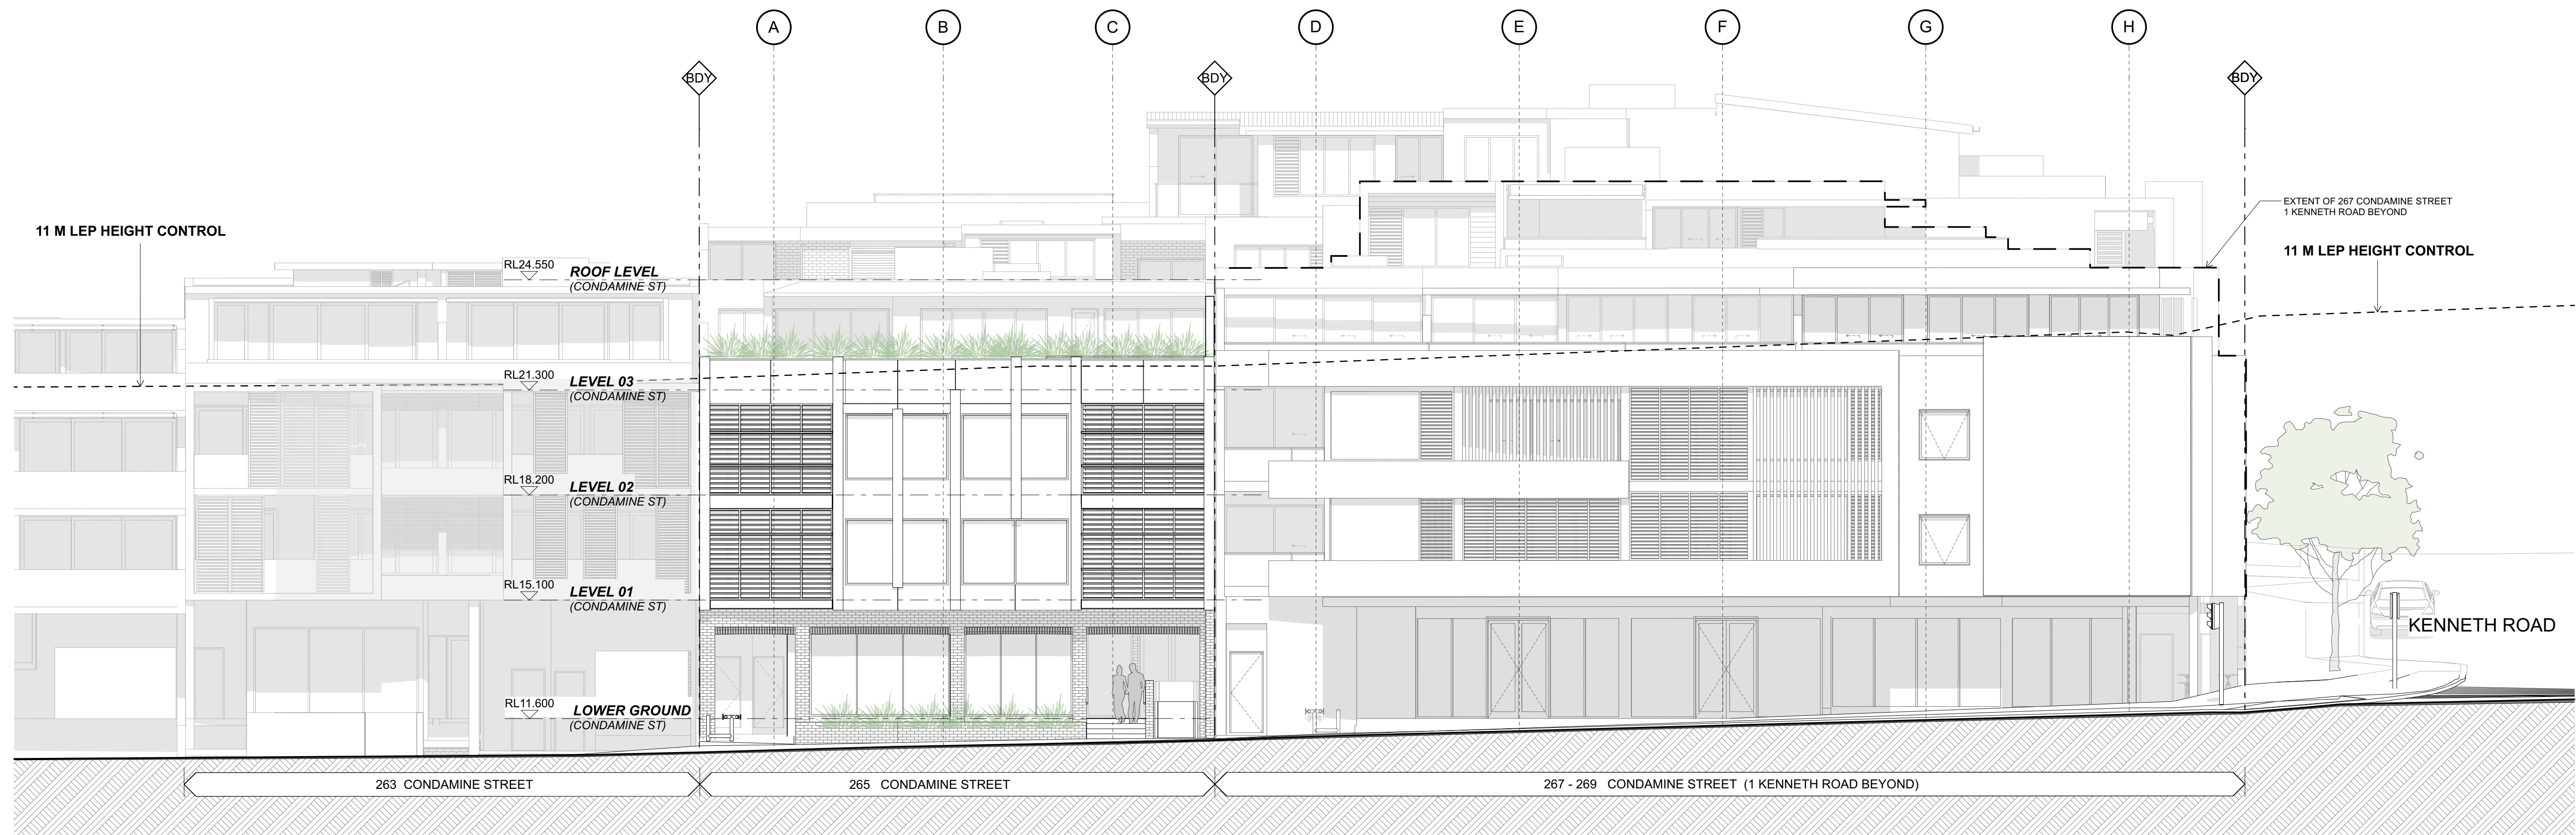 A
B
C
D
E
F
G
H
BDY
BDY
BDY
EXTENT OF 267 CONDAMINE STREET
1 KENNETH ROAD BEYOND
11 M LEP HEIGHT CONTROL
11 M LEP HEIGHT CONTROL
RL24.550
ROOF LEVEL
(CONDAMINE ST)
RL21.300
LEVEL 03
(CONDAMINE ST)
RL18.200
LEVEL 02
(CONDAMINE ST)
RL15.100
LEVEL 01
(CONDAMINE ST)
KENNETH ROAD
RL11.600
LOWER GROUND
(CONDAMINE ST)
263 CONDAMINE STREET
265 CONDAMINE STREET
267 - 269 CONDAMINE STREET (1 KENNETH ROAD BEYOND)